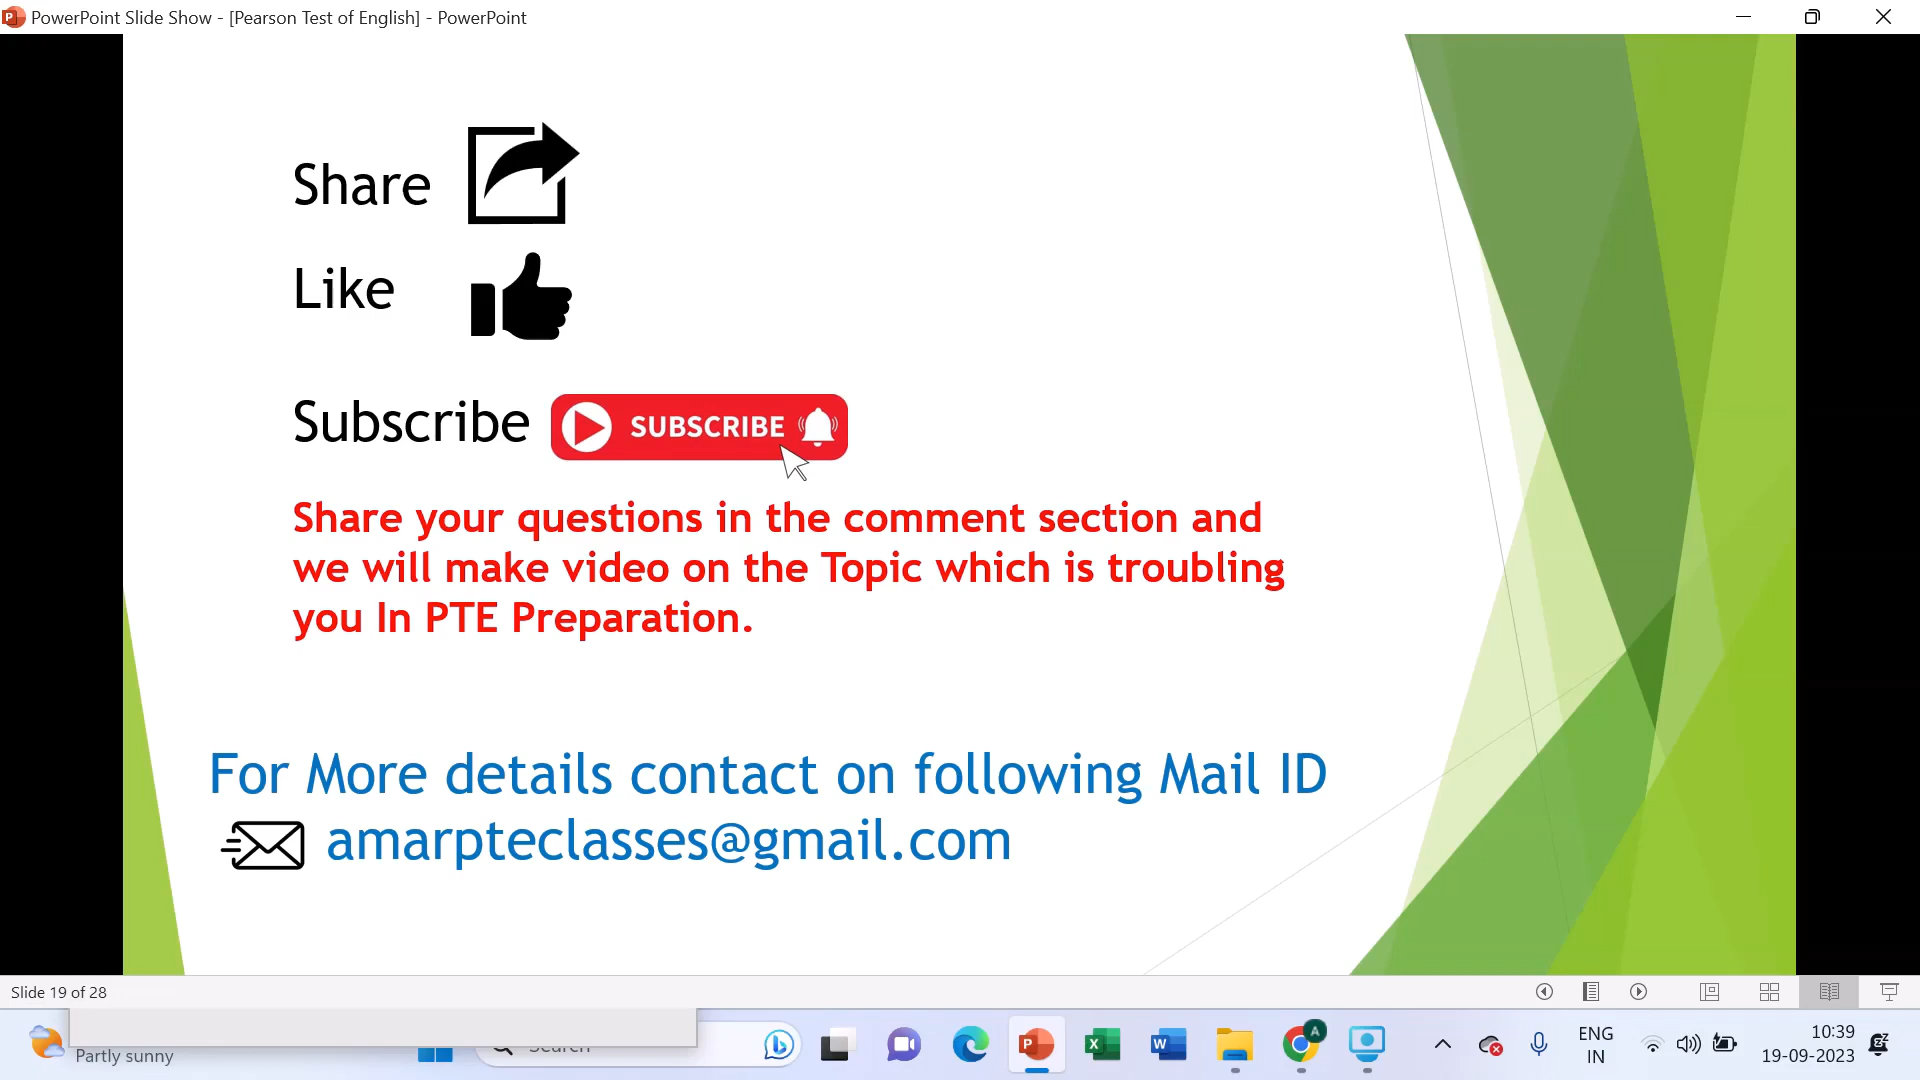 PowerPoint Slide Show - [Pearson Test of English] - PowerPoint
Share
Like
Subscribe SUBSCRIBE
Share your questions in the comment section and
we will make video on the Topic which is troubling
you In PTE Preparation.
For More details contact on following Mail ID
amarpteclasses@gmail.com
Slide 19 of 28
Partly sunny
Search
A
ENG
IN
10:39
19-09-2023